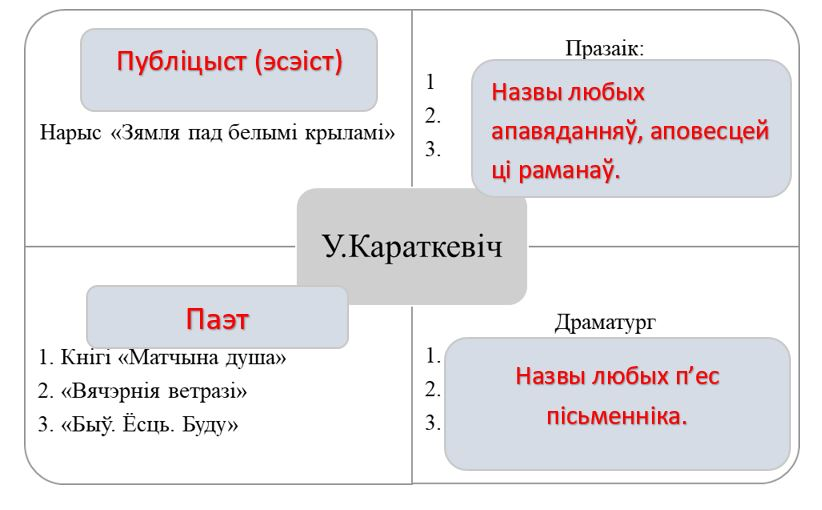 Публіцыст (эсэіст)
Нарыс «Зямля пад белымі крыламі»
Празаік:
1
2.
3.
Назвы любых
апавяданняў, аповесцей
ці раманаў.
У.Караткевіч
Паэт
1. Кнігі «Матчына душа»
2. «Вячэрнія ветразі»
3. «Быў. Ёсць. Буду»
Драматург
1.
2.
3.
Назвы любых п’ес
пісьменніка.